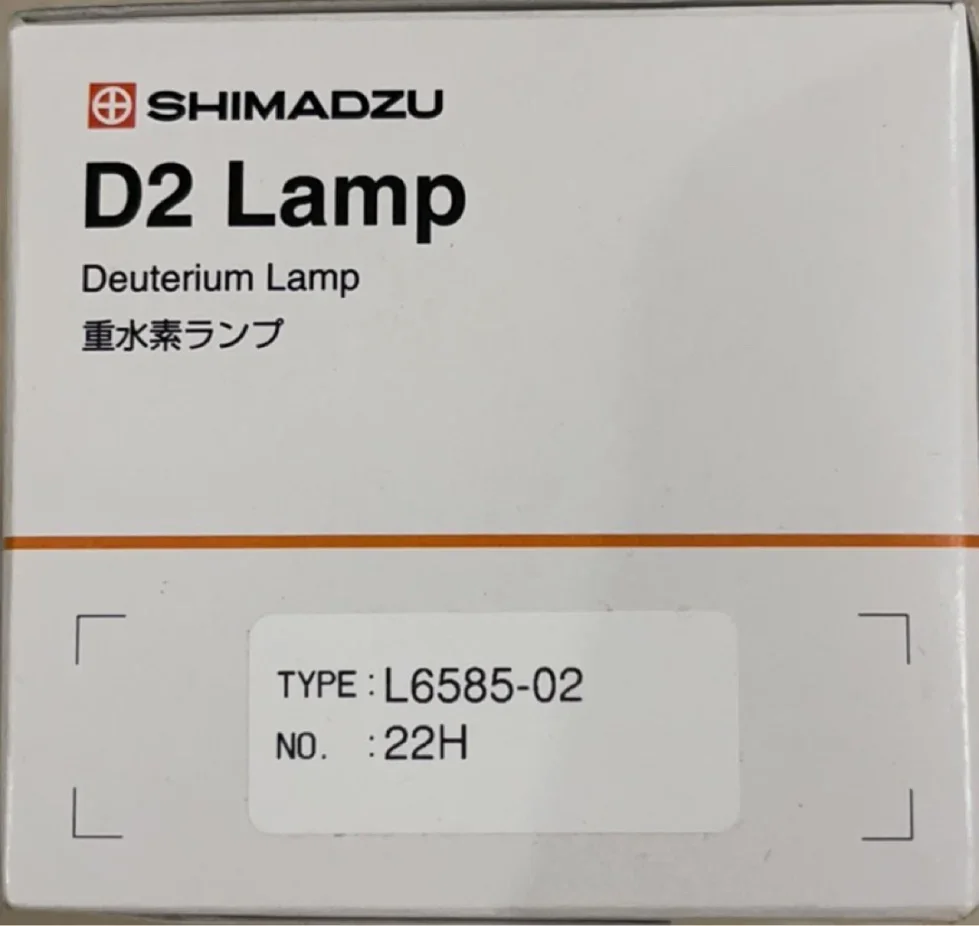 SHIMADZU
D2 Lamp
Deuterium Lamp
重水素ランプ
TYPE : L6585-02
NO. : 22H